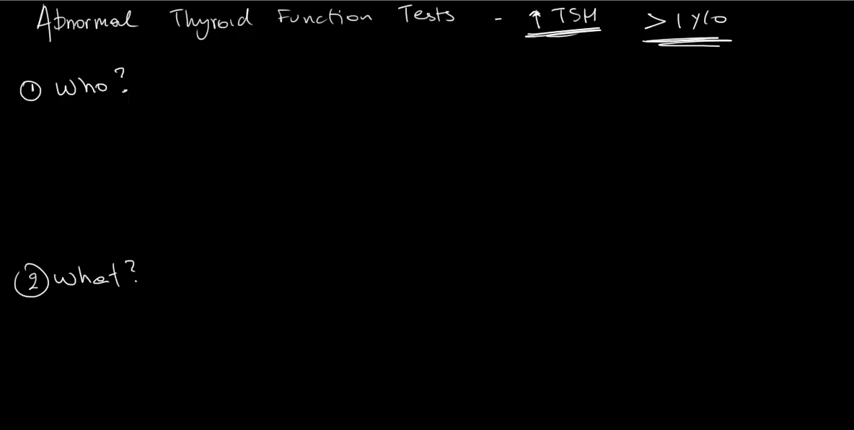 Abnormal Thyroid Function Tests - ↑ TSH > 1 y/o
① Who?
② What?